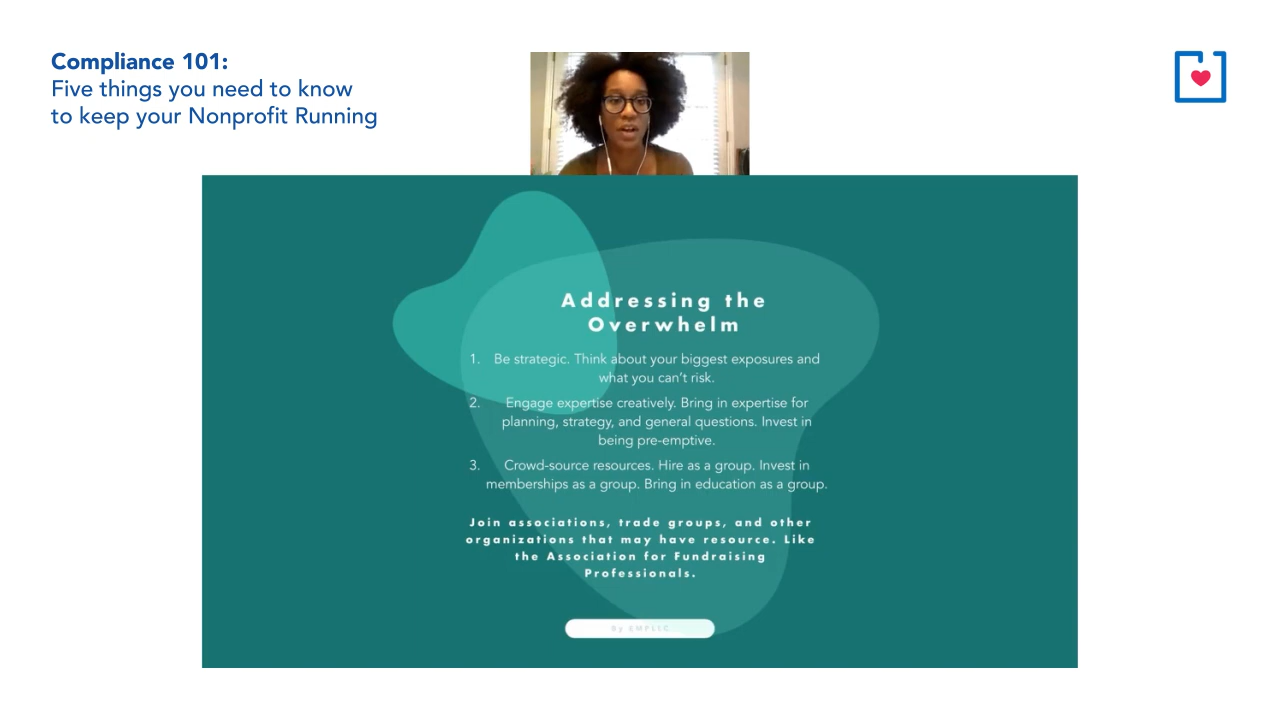 Compliance 101:
Five things you need to know
to keep your Nonprofit Running
Addressing the
Overwhelm
1. Be strategic. Think about your biggest exposures and
what you can't risk.
2. Engage expertise creatively. Bring in expertise for
planning, strategy, and general questions. Invest in
being pre-emptive.
3. Crowd-source resources. Hire as a group. Invest in
memberships as a group. Bring in education as a group.
Join associations, trade groups, and other
organizations that may have resource. Like
the Association for Fundraising
Professionals.
By